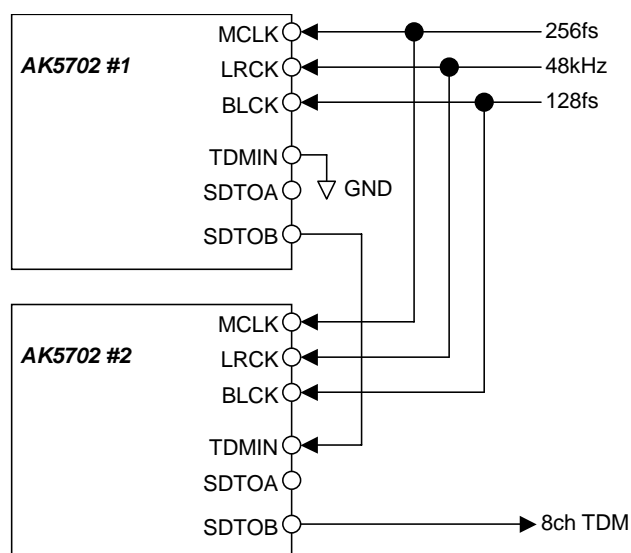 MCLK 256fs
AK5702 #1 LRCK 48kHz
BLCK 128fs
TDMIN
GND
SDTOA
SDTOB
MCLK
AK5702 #2 LRCK
BLCK
TDMIN
SDTOA
SDTOB 8ch TDM